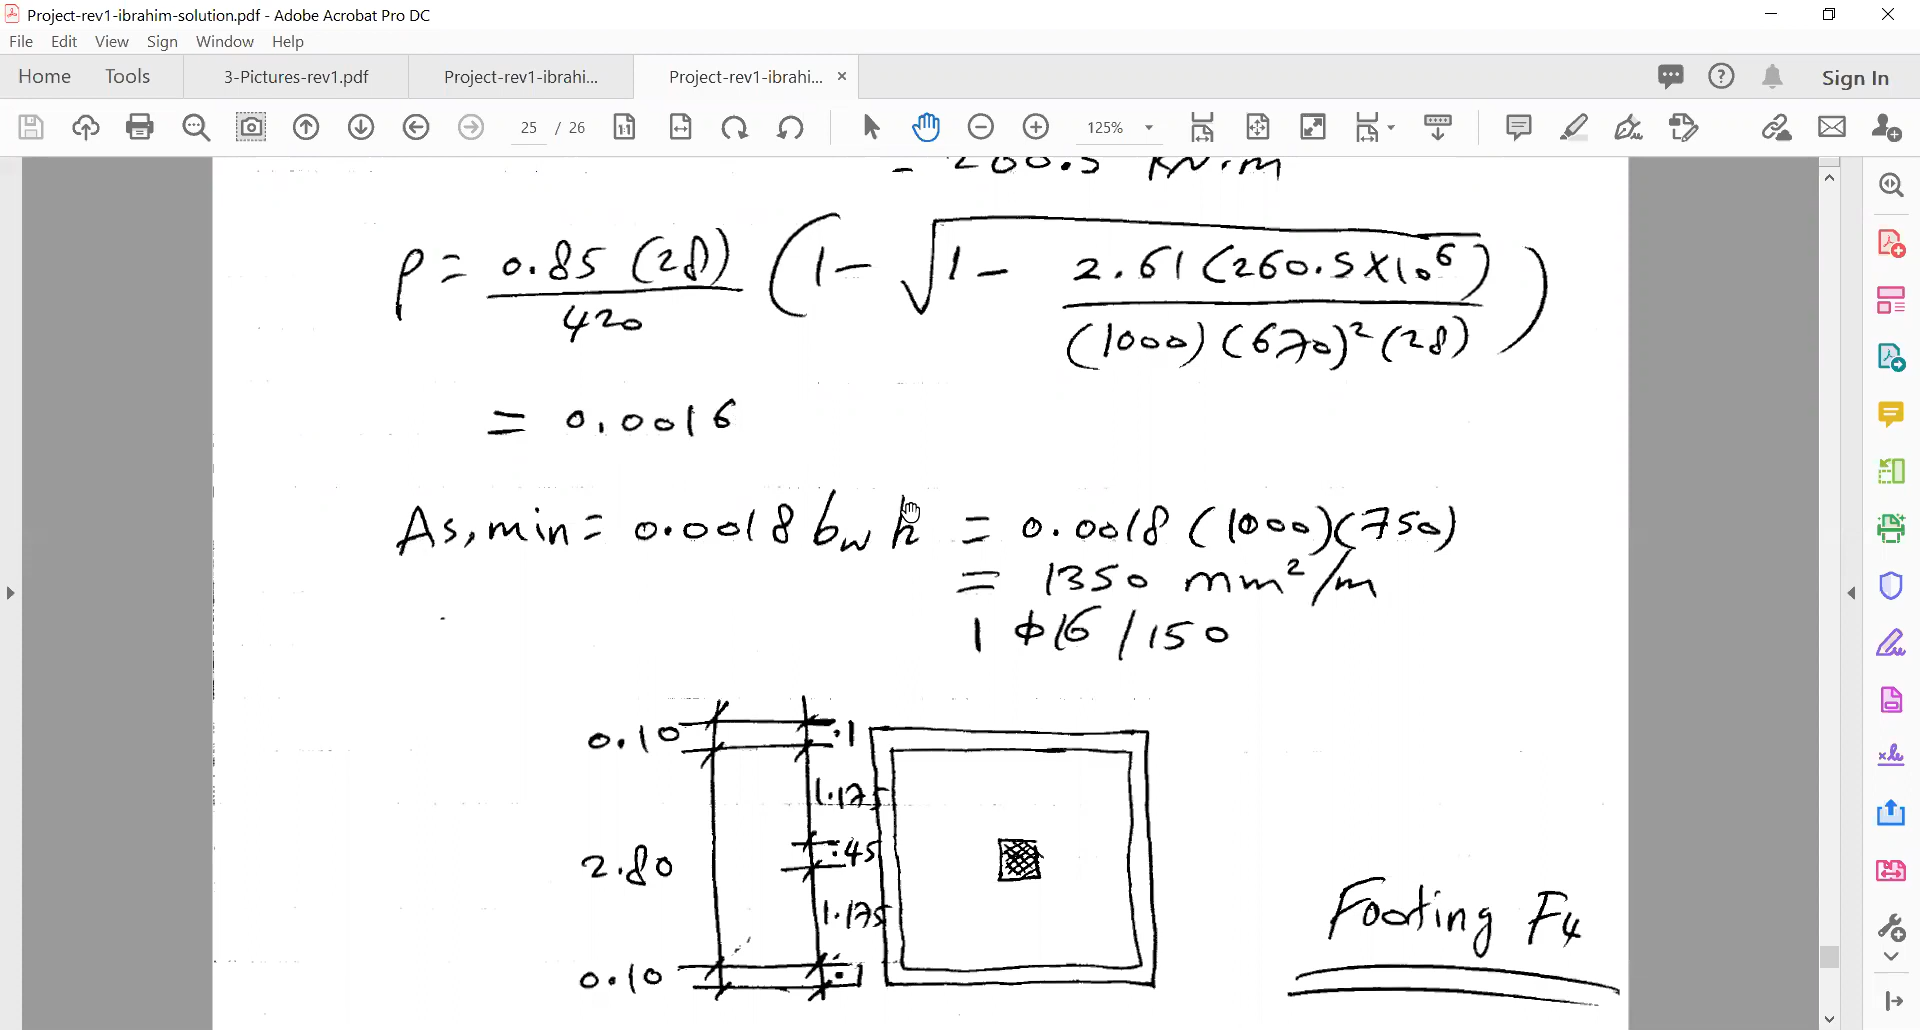 Project-rev1-ibrahim-solution.pdf - Adobe Acrobat Pro DC
File Edit View Sign Window Help
Home Tools 3-Pictures-rev1.pdf Project-rev1-ibrahi... Project-rev1-ibrahi... × Sign In
25 / 26 125%
= 260.5 kN.m
ρ = 0.85 (28) / 420 (1 - √(1 - 2.61 (260.5×10⁶) / (1000) (670)² (28)))
= 0.0016
As,min = 0.0018 bw h = 0.0018 (1000)(750)
= 1350 mm²/m
1 ϕ16 / 150
0.10 .1
1.175
2.80 .45
1.175
0.10 .1
Footing F4